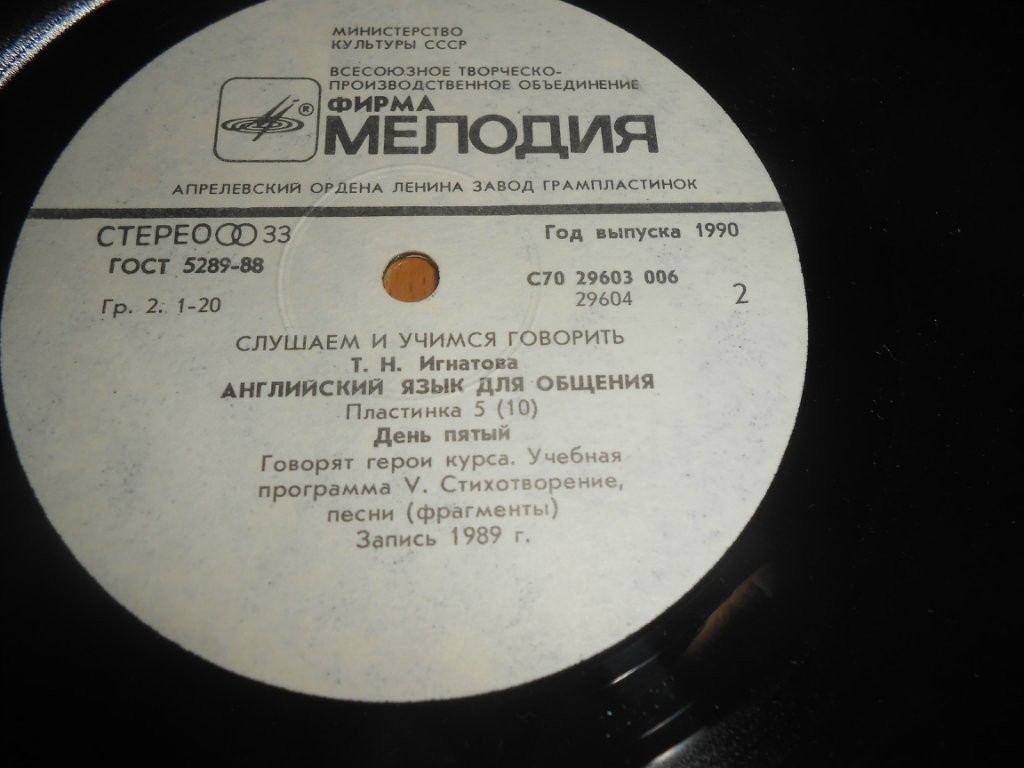 МИНИСТЕРСТВО
КУЛЬТУРЫ СССР
ВСЕСОЮЗНОЕ ТВОРЧЕСКО-
ПРОИЗВОДСТВЕННОЕ ОБЪЕДИНЕНИЕ
®
ФИРМА
МЕЛОДИЯ
АПРЕЛЕВСКИЙ ОРДЕНА ЛЕНИНА ЗАВОД ГРАМПЛАСТИНОК
СТЕРЕО 33
Год выпуска 1990
ГОСТ 5289-88
С70 29603 006
Гр. 2. 1-20
29604
2
СЛУШАЕМ И УЧИМСЯ ГОВОРИТЬ
Т. Н. Игнатова
АНГЛИЙСКИЙ ЯЗЫК ДЛЯ ОБЩЕНИЯ
Пластинка 5 (10)
День пятый
Говорят герои курса. Учебная
программа V. Стихотворение,
песни (фрагменты)
Запись 1989 г.